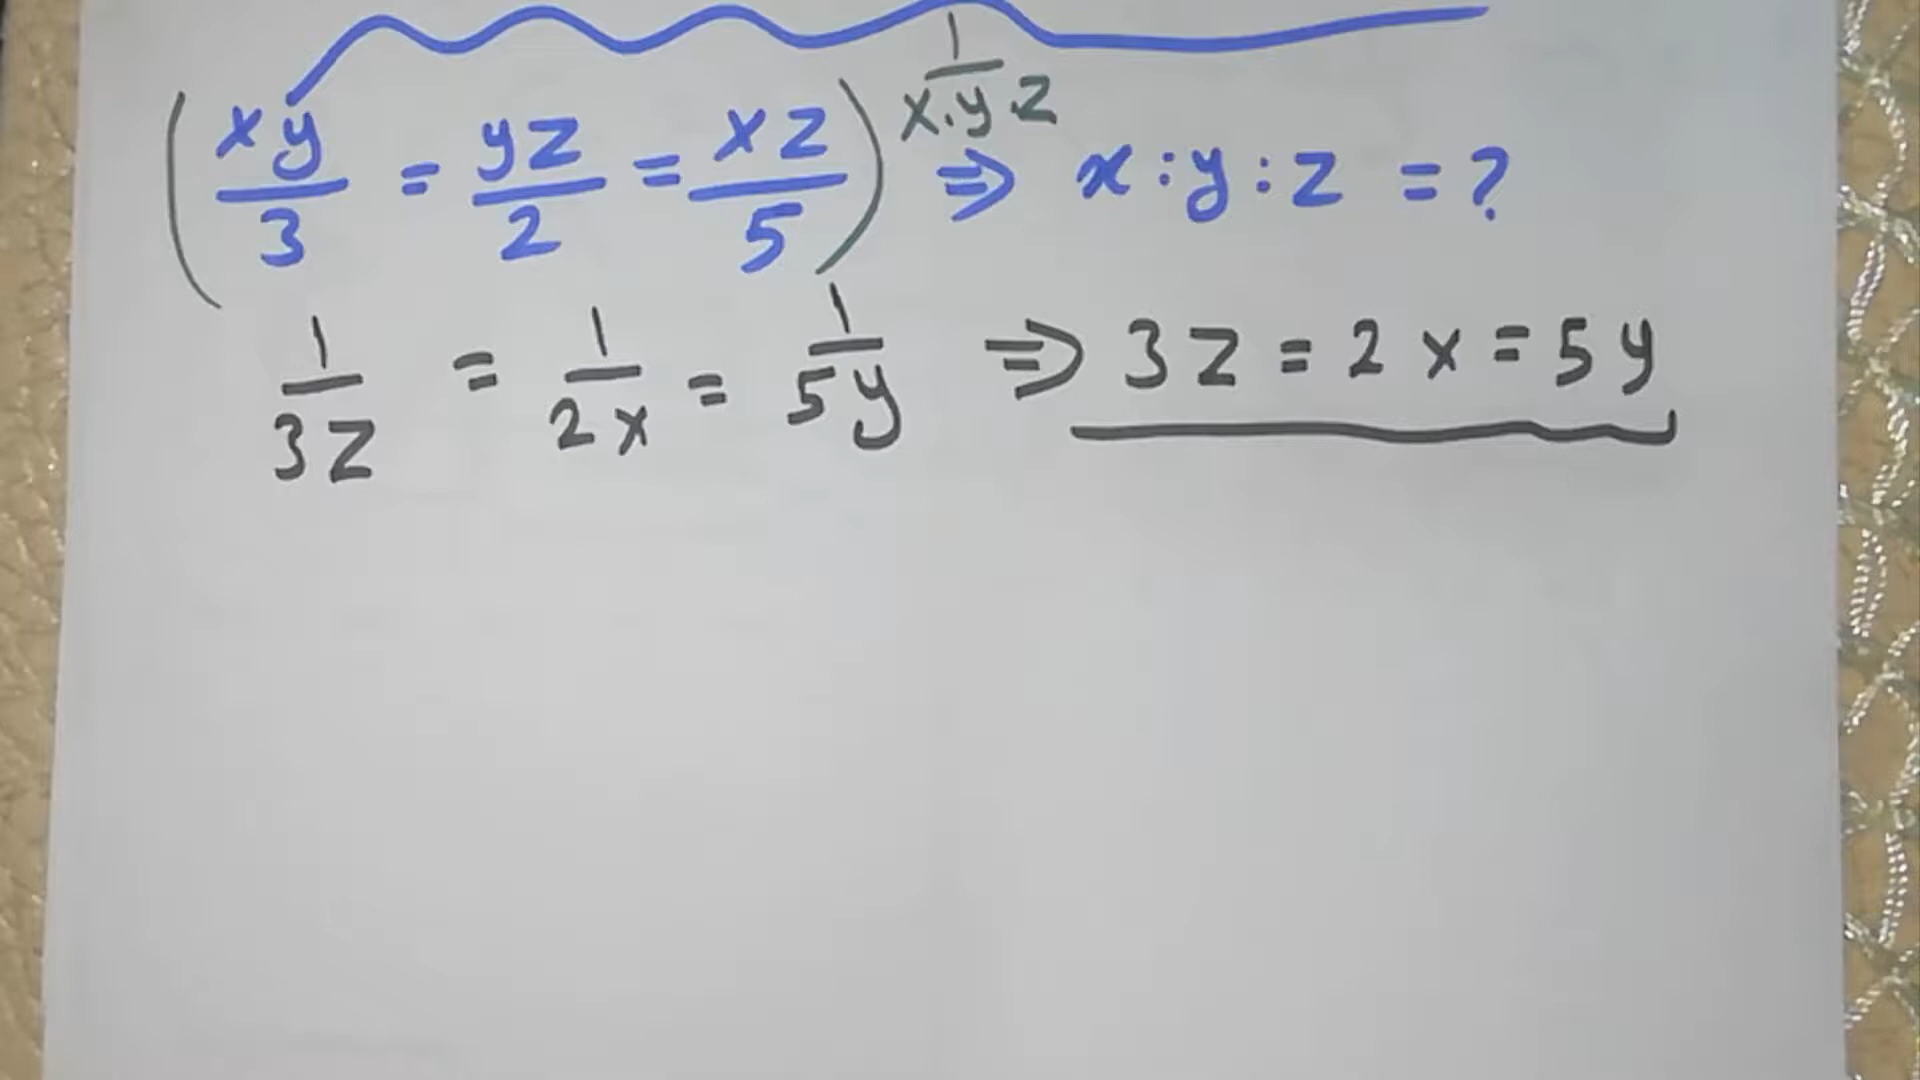 (xy/3 = yz/2 = xz/5) 1/x.y.z ⇒ x:y:z = ?
1/3z = 1/2x = 1/5y ⇒ 3z = 2x = 5y